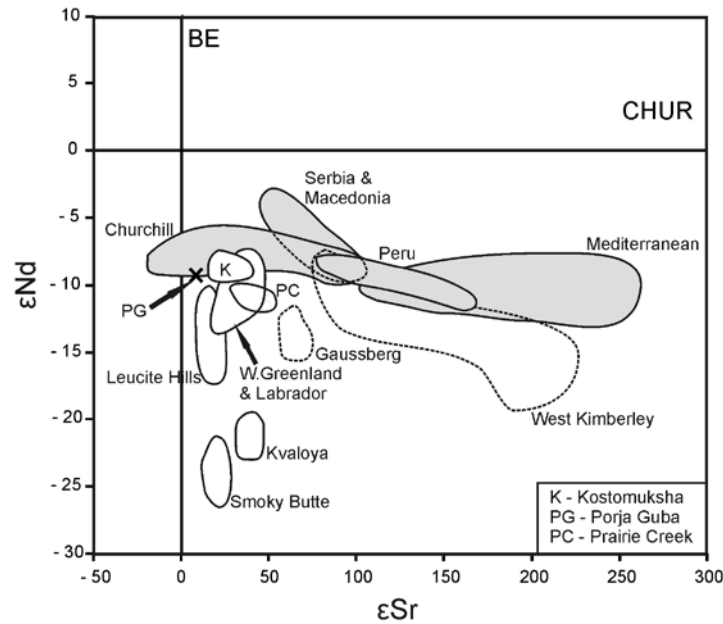 10
BE
5
CHUR
0
Serbia &
Macedonia
- 5
Churchill
Mediterranean
Peru
K
εNd
- 10
PC
PG
- 15
Gaussberg
Leucite Hills
W.Greenland
& Labrador
West Kimberley
- 20
Kvaloya
- 25
Smoky Butte
K - Kostomuksha
PG - Porja Guba
PC - Prairie Creek
- 30
- 50 0 50 100 150 200 250 300
εSr